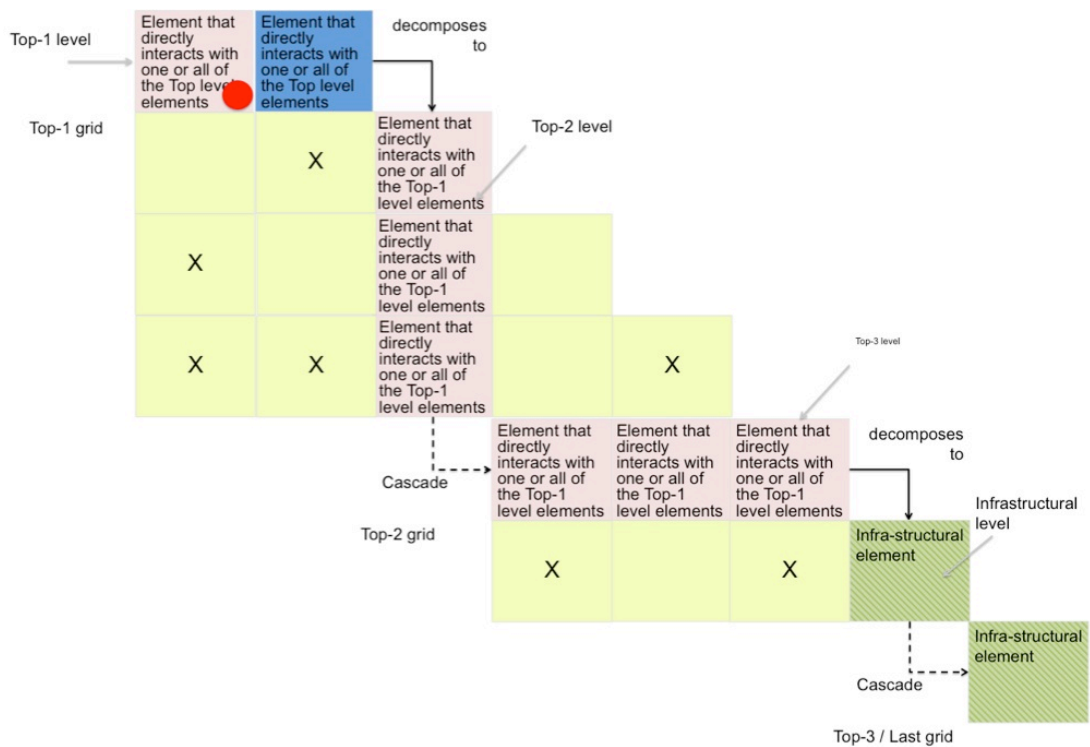 Top-1 level
Element that
directly
interacts with
one or all of
the Top level
elements
Element that
directly
interacts with
one or all of
the Top level
elements
decomposes
to
Top-1 grid
X
Element that
directly
interacts with
one or all of
the Top-1
level elements
Top-2 level
X
Element that
directly
interacts with
one or all of
the Top-1
level elements
X
X
Element that
directly
interacts with
one or all of
the Top-1
level elements
X
Top-3 level
Cascade
Element that
directly
interacts with
one or all of
the Top-1
level elements
Element that
directly
interacts with
one or all of
the Top-1
level elements
Element that
directly
interacts with
one or all of
the Top-1
level elements
decomposes
to
Top-2 grid
X
X
Infra-structural
element
Infrastructural
level
Cascade
Infra-structural
element
Top-3 / Last grid